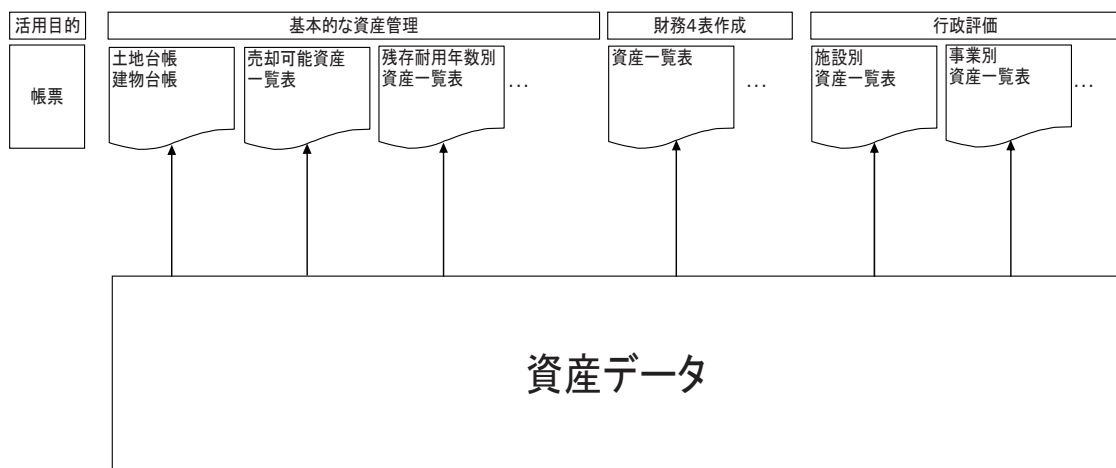 活用目的
基本的な資産管理
財務4表作成
行政評価
帳票
土地台帳
建物台帳
売却可能資産
一覧表
残存耐用年数別
資産一覧表
…
資産一覧表
…
施設別
資産一覧表
事業別
資産一覧表
…
資産データ